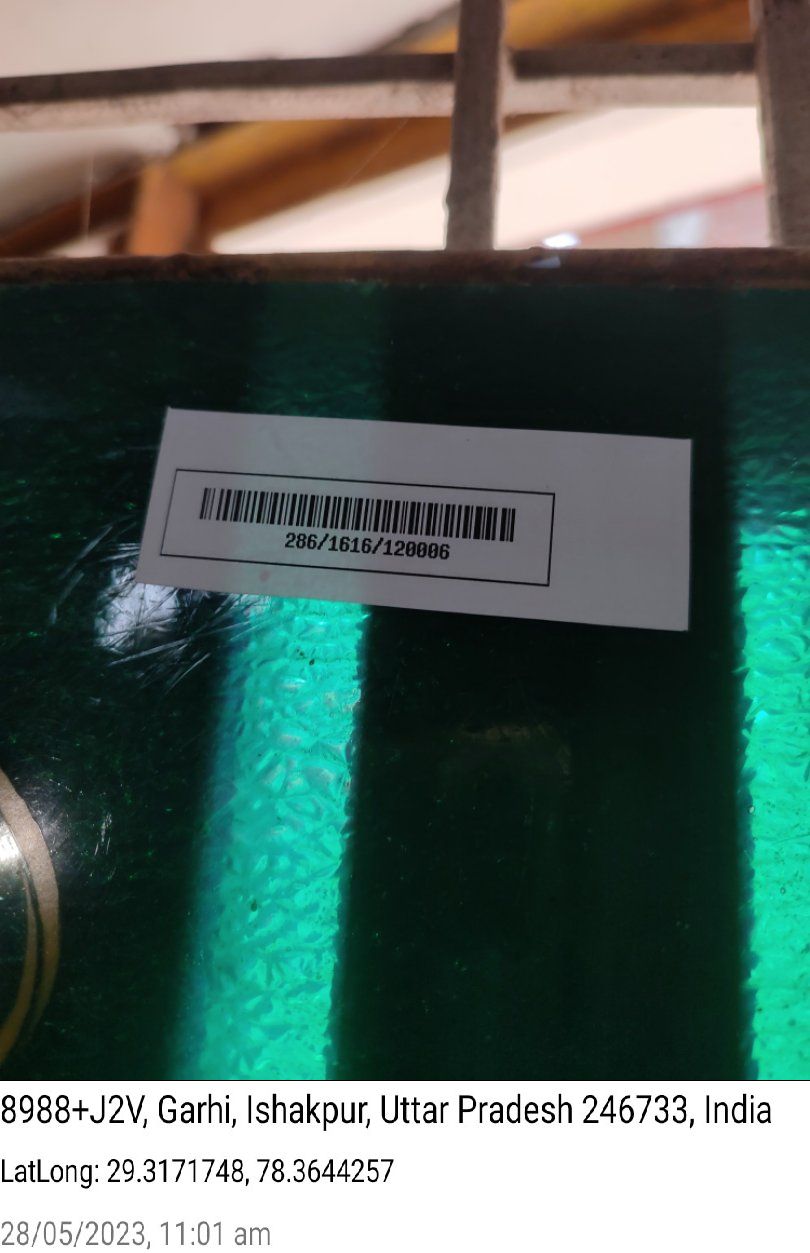 286/1616/120006
8988+J2V, Garhi, Ishakpur, Uttar Pradesh 246733, India
LatLong: 29.3171748, 78.3644257
28/05/2023, 11:01 am